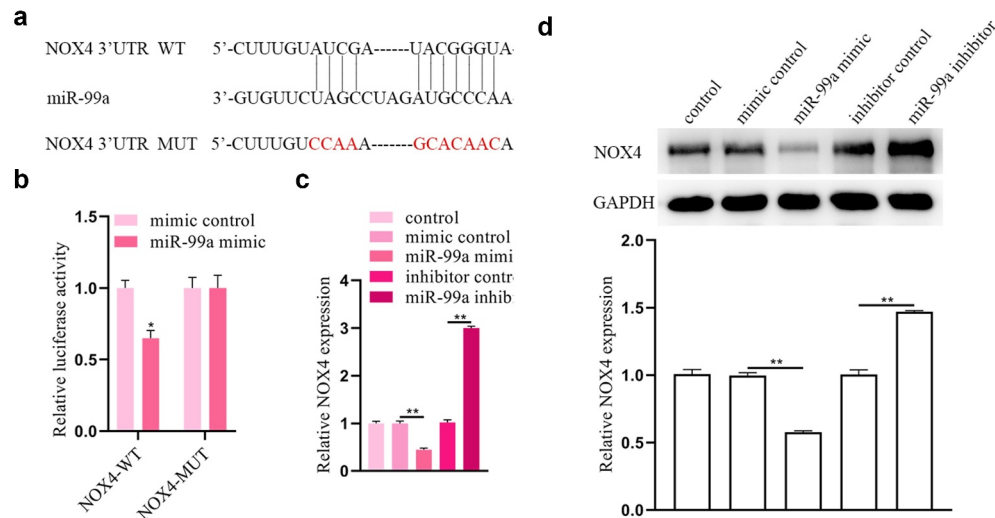 a
NOX4 3'UTR WT 5'-CUUUGUAUCGA------UACGGGUA-
miR-99a 3'-GUGUUCUAGCCUAGAUGCCCAA
NOX4 3'UTR MUT 5'-CUUUGUCCAAA-------GCACAACA
b
1.5
1.0
0.5
0.0
Relative luciferase activity
mimic control
miR-99a mimic
*
NOX4-WT
NOX4-MUT
c
control
mimic control
miR-99a mimi
inhibitor contr
miR-99a inhib
4
3
2
1
0
Relative NOX4 expression
**
**
d
control
mimic control
miR-99a mimic
inhibitor control
miR-99a inhibitor
NOX4
GAPDH
2.0
1.5
1.0
0.5
0.0
Relative NOX4 expression
**
**